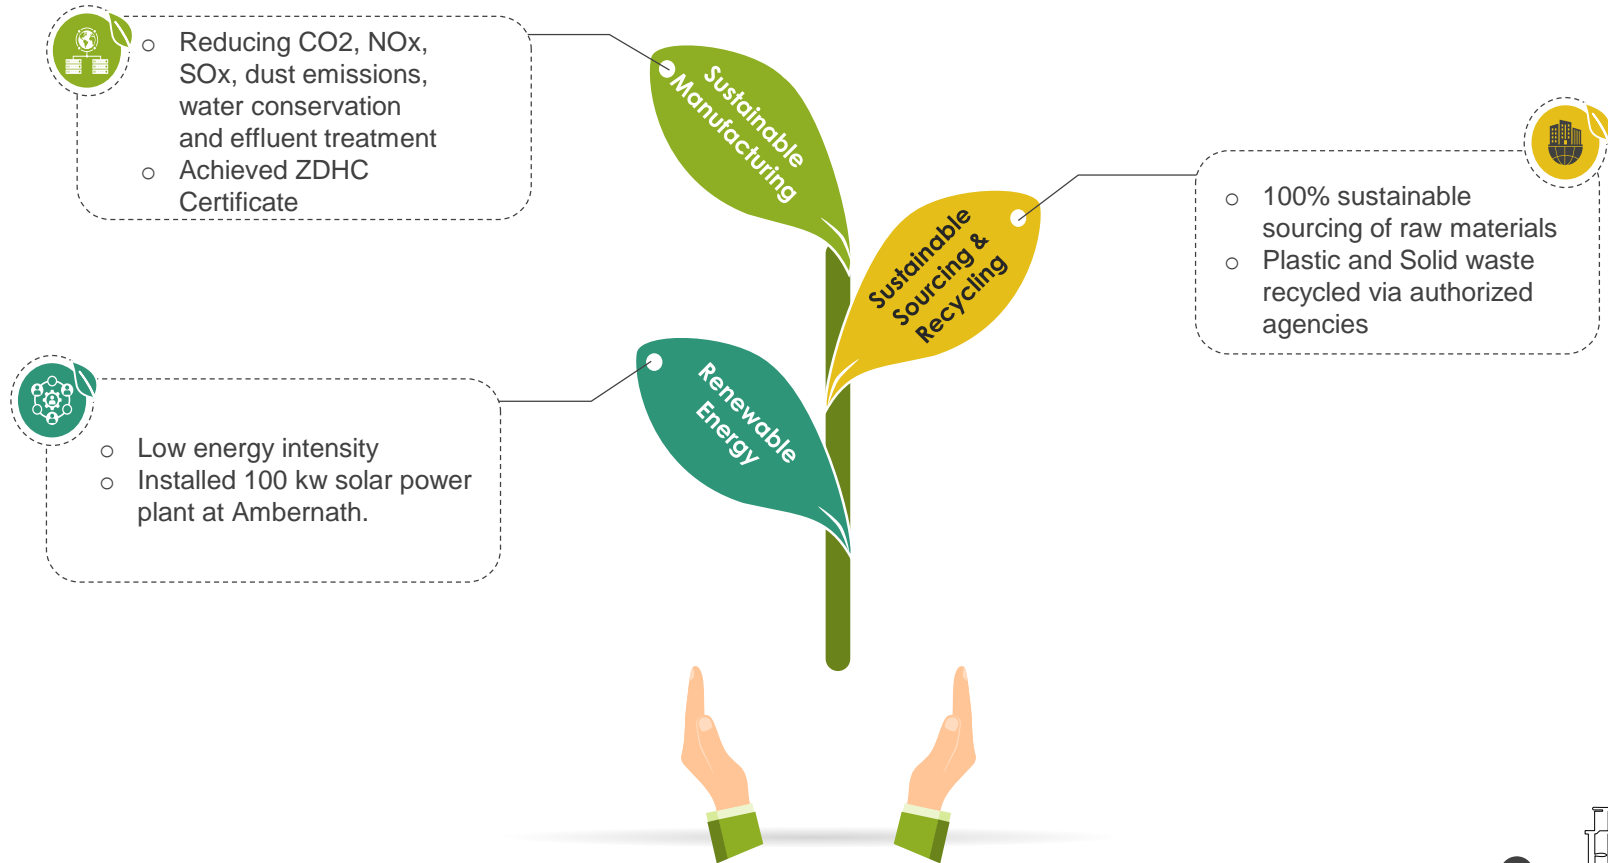 ○ Reducing CO2, NOx,
SOx, dust emissions,
water conservation
and effluent treatment
○ Achieved ZDHC
Certificate
Sustainable
Manufacturing
○ 100% sustainable
sourcing of raw materials
○ Plastic and Solid waste
recycled via authorized
agencies
Sustainable
Sourcing &
Recycling
○ Low energy intensity
○ Installed 100 kw solar power
plant at Ambernath.
Renewable
Energy